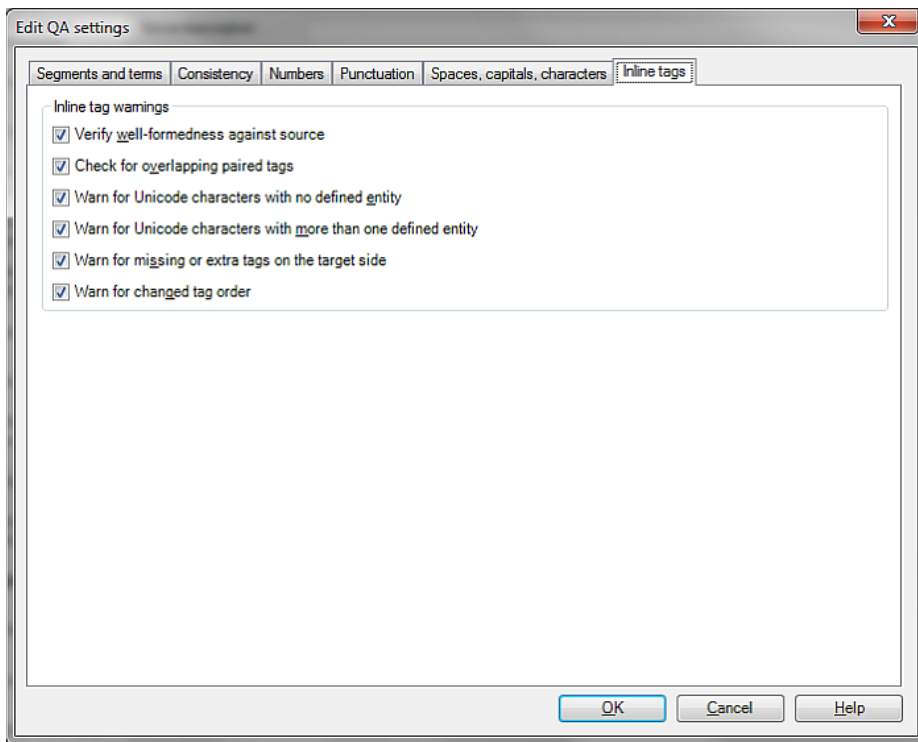 Edit QA settings
Segments and terms Consistency Numbers Punctuation Spaces, capitals, characters Inline tags
Inline tag warnings
Verify well-formedness against source
Check for overlapping paired tags
Warn for Unicode characters with no defined entity
Warn for Unicode characters with more than one defined entity
Warn for missing or extra tags on the target side
Warn for changed tag order
OK Cancel Help